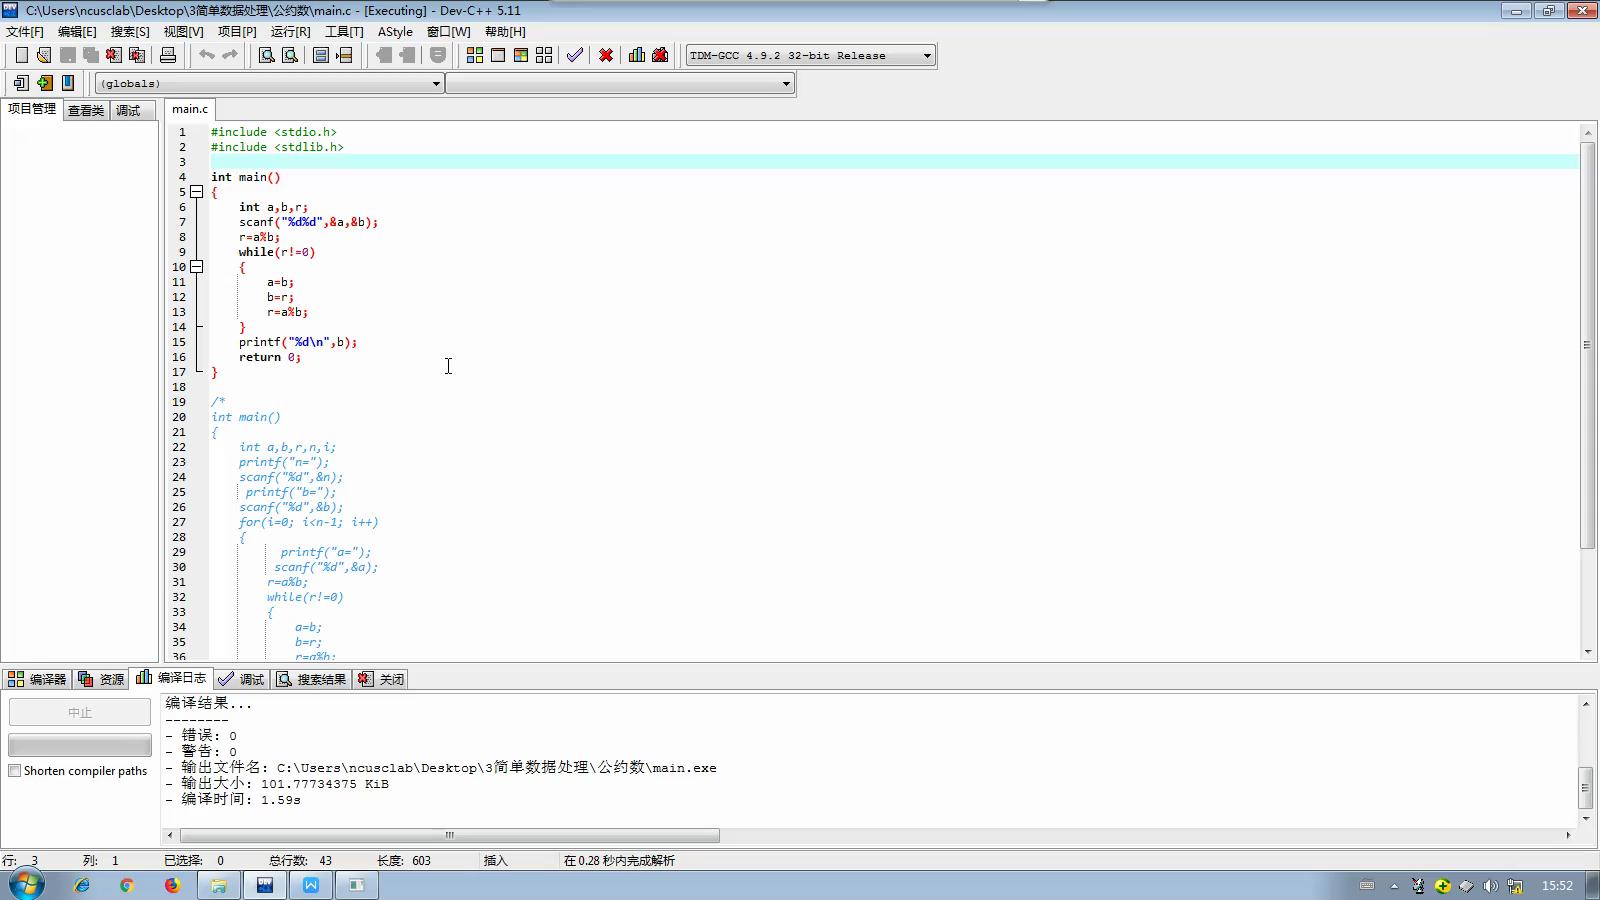 C:\Users\ncusclab\Desktop\3简单数据处理\公约数\main.c - [Executing] - Dev-C++ 5.11
文件[F] 编辑[E] 搜索[S] 视图[V] 项目[P] 运行[R] 工具[T] AStyle 窗口[W] 帮助[H]
TDM-GCC 4.9.2 32-bit Release
(globals)
项目管理 查看类 调试 main.c
1 #include <stdio.h>
2 #include <stdlib.h>
3
4 int main()
5 {
6 int a,b,r;
7 scanf("%d%d",&a,&b);
8 r=a%b;
9 while(r!=0)
10 {
11 a=b;
12 b=r;
13 r=a%b;
14 }
15 printf("%d\n",b);
16 return 0;
17 }
18
19 /*
20 int main()
21 {
22 int a,b,r,n,i;
23 printf("n=");
24 scanf("%d",&n);
25 printf("b=");
26 scanf("%d",&b);
27 for(i=0; i<n-1; i++)
28 {
29 printf("a=");
30 scanf("%d",&a);
31 r=a%b;
32 while(r!=0)
33 {
34 a=b;
35 b=r;
36 r=a%b;
编译器 资源 编译日志 调试 搜索结果 关闭
中止
Shorten compiler paths
编译结果...
--------
- 错误: 0
- 警告: 0
- 输出文件名: C:\Users\ncusclab\Desktop\3简单数据处理\公约数\main.exe
- 输出大小: 101.77734375 KiB
- 编译时间: 1.59s
行: 3 列: 1 已选择: 0 总行数: 43 长度: 603 插入 在 0.28 秒内完成解析
15:52